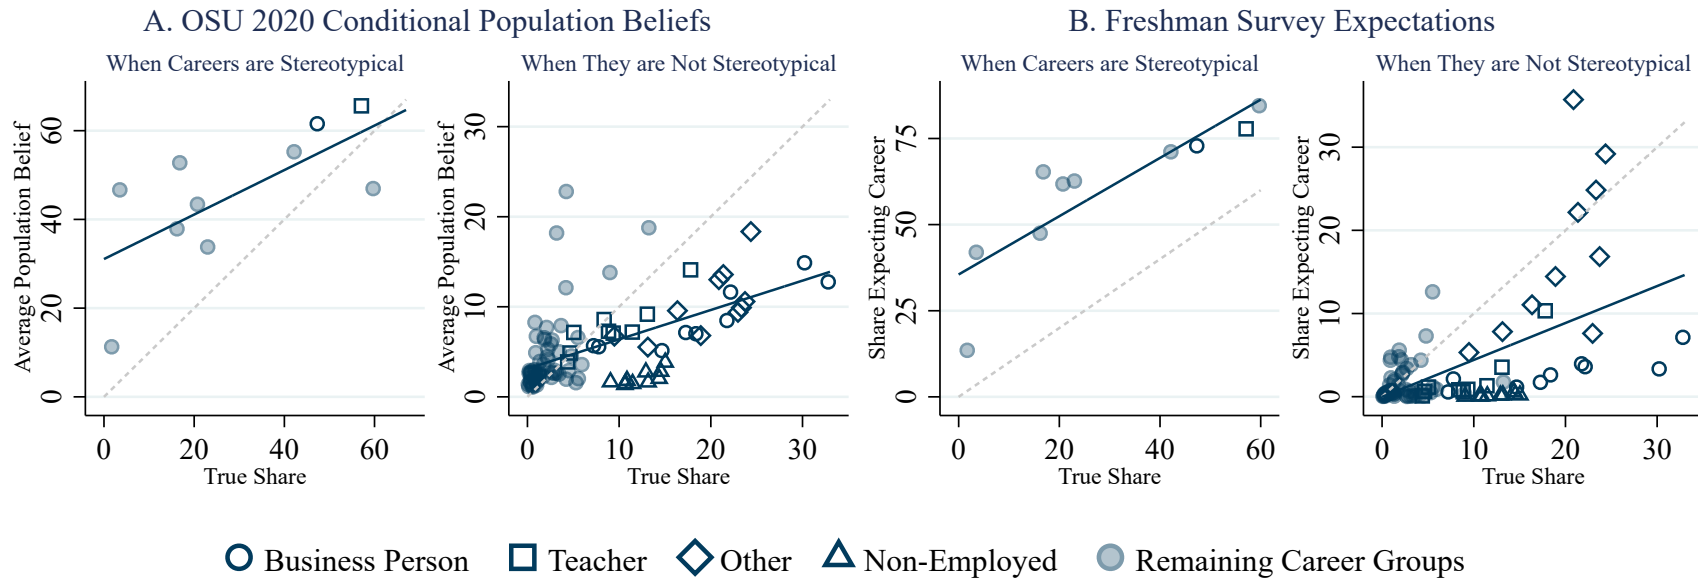 A. OSU 2020 Conditional Population Beliefs
B. Freshman Survey Expectations
When Careers are Stereotypical
When They are Not Stereotypical
When Careers are Stereotypical
When They are Not Stereotypical
Average Population Belief
0
20
40
60
0
20
40
60
True Share
Average Population Belief
0
10
20
30
0
10
20
30
True Share
Share Expecting Career
0
25
50
75
0
20
40
60
True Share
Share Expecting Career
0
10
20
30
0
10
20
30
True Share
Business Person
Teacher
Other
Non-Employed
Remaining Career Groups